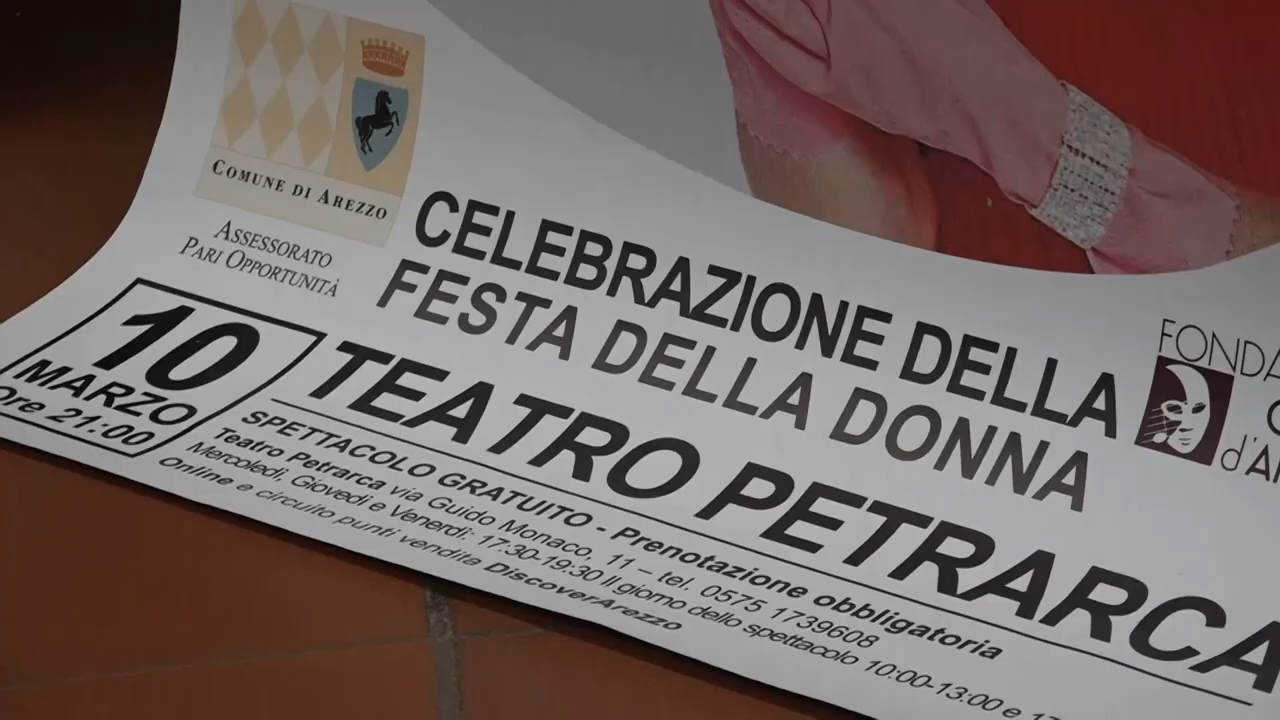 COMUNE DI AREZZO
ASSESSORATO
PARI OPPORTUNITÀ
CELEBRAZIONE DELLA
FESTA DELLA DONNA
FONDA
d'A
10
MARZO
ore 21:00
TEATRO PETRARCA
SPETTACOLO GRATUITO - Prenotazione obbligatoria
Teatro Petrarca via Guido Monaco, 11 – tel. 0575 1739608
Mercoledì, Giovedì e Venerdì: 17:30-19:30 Il giorno dello spettacolo 10:00-13:00 e
Online e circuito punti vendita DiscoverArezzo